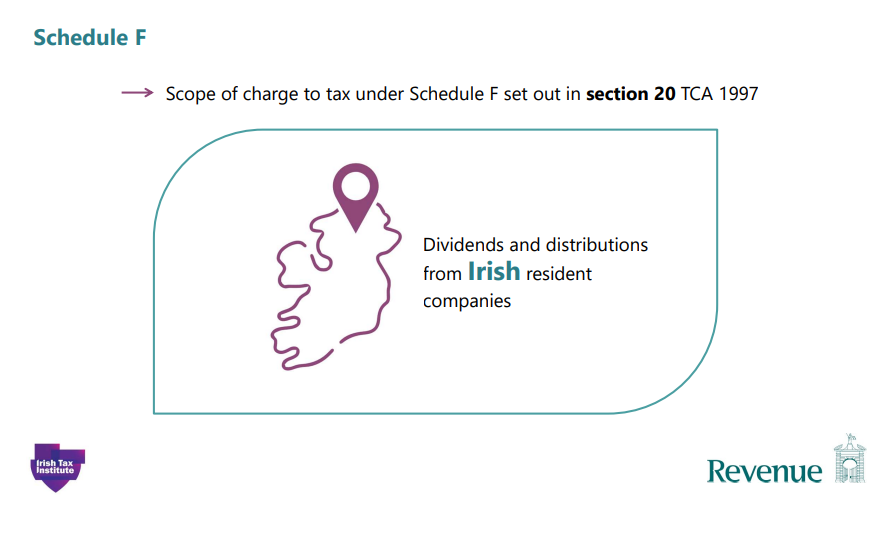 Schedule F
Scope of charge to tax under Schedule F set out in section 20 TCA 1997
Dividends and distributions
from Irish resident
companies
Irish Tax
Institute
Revenue